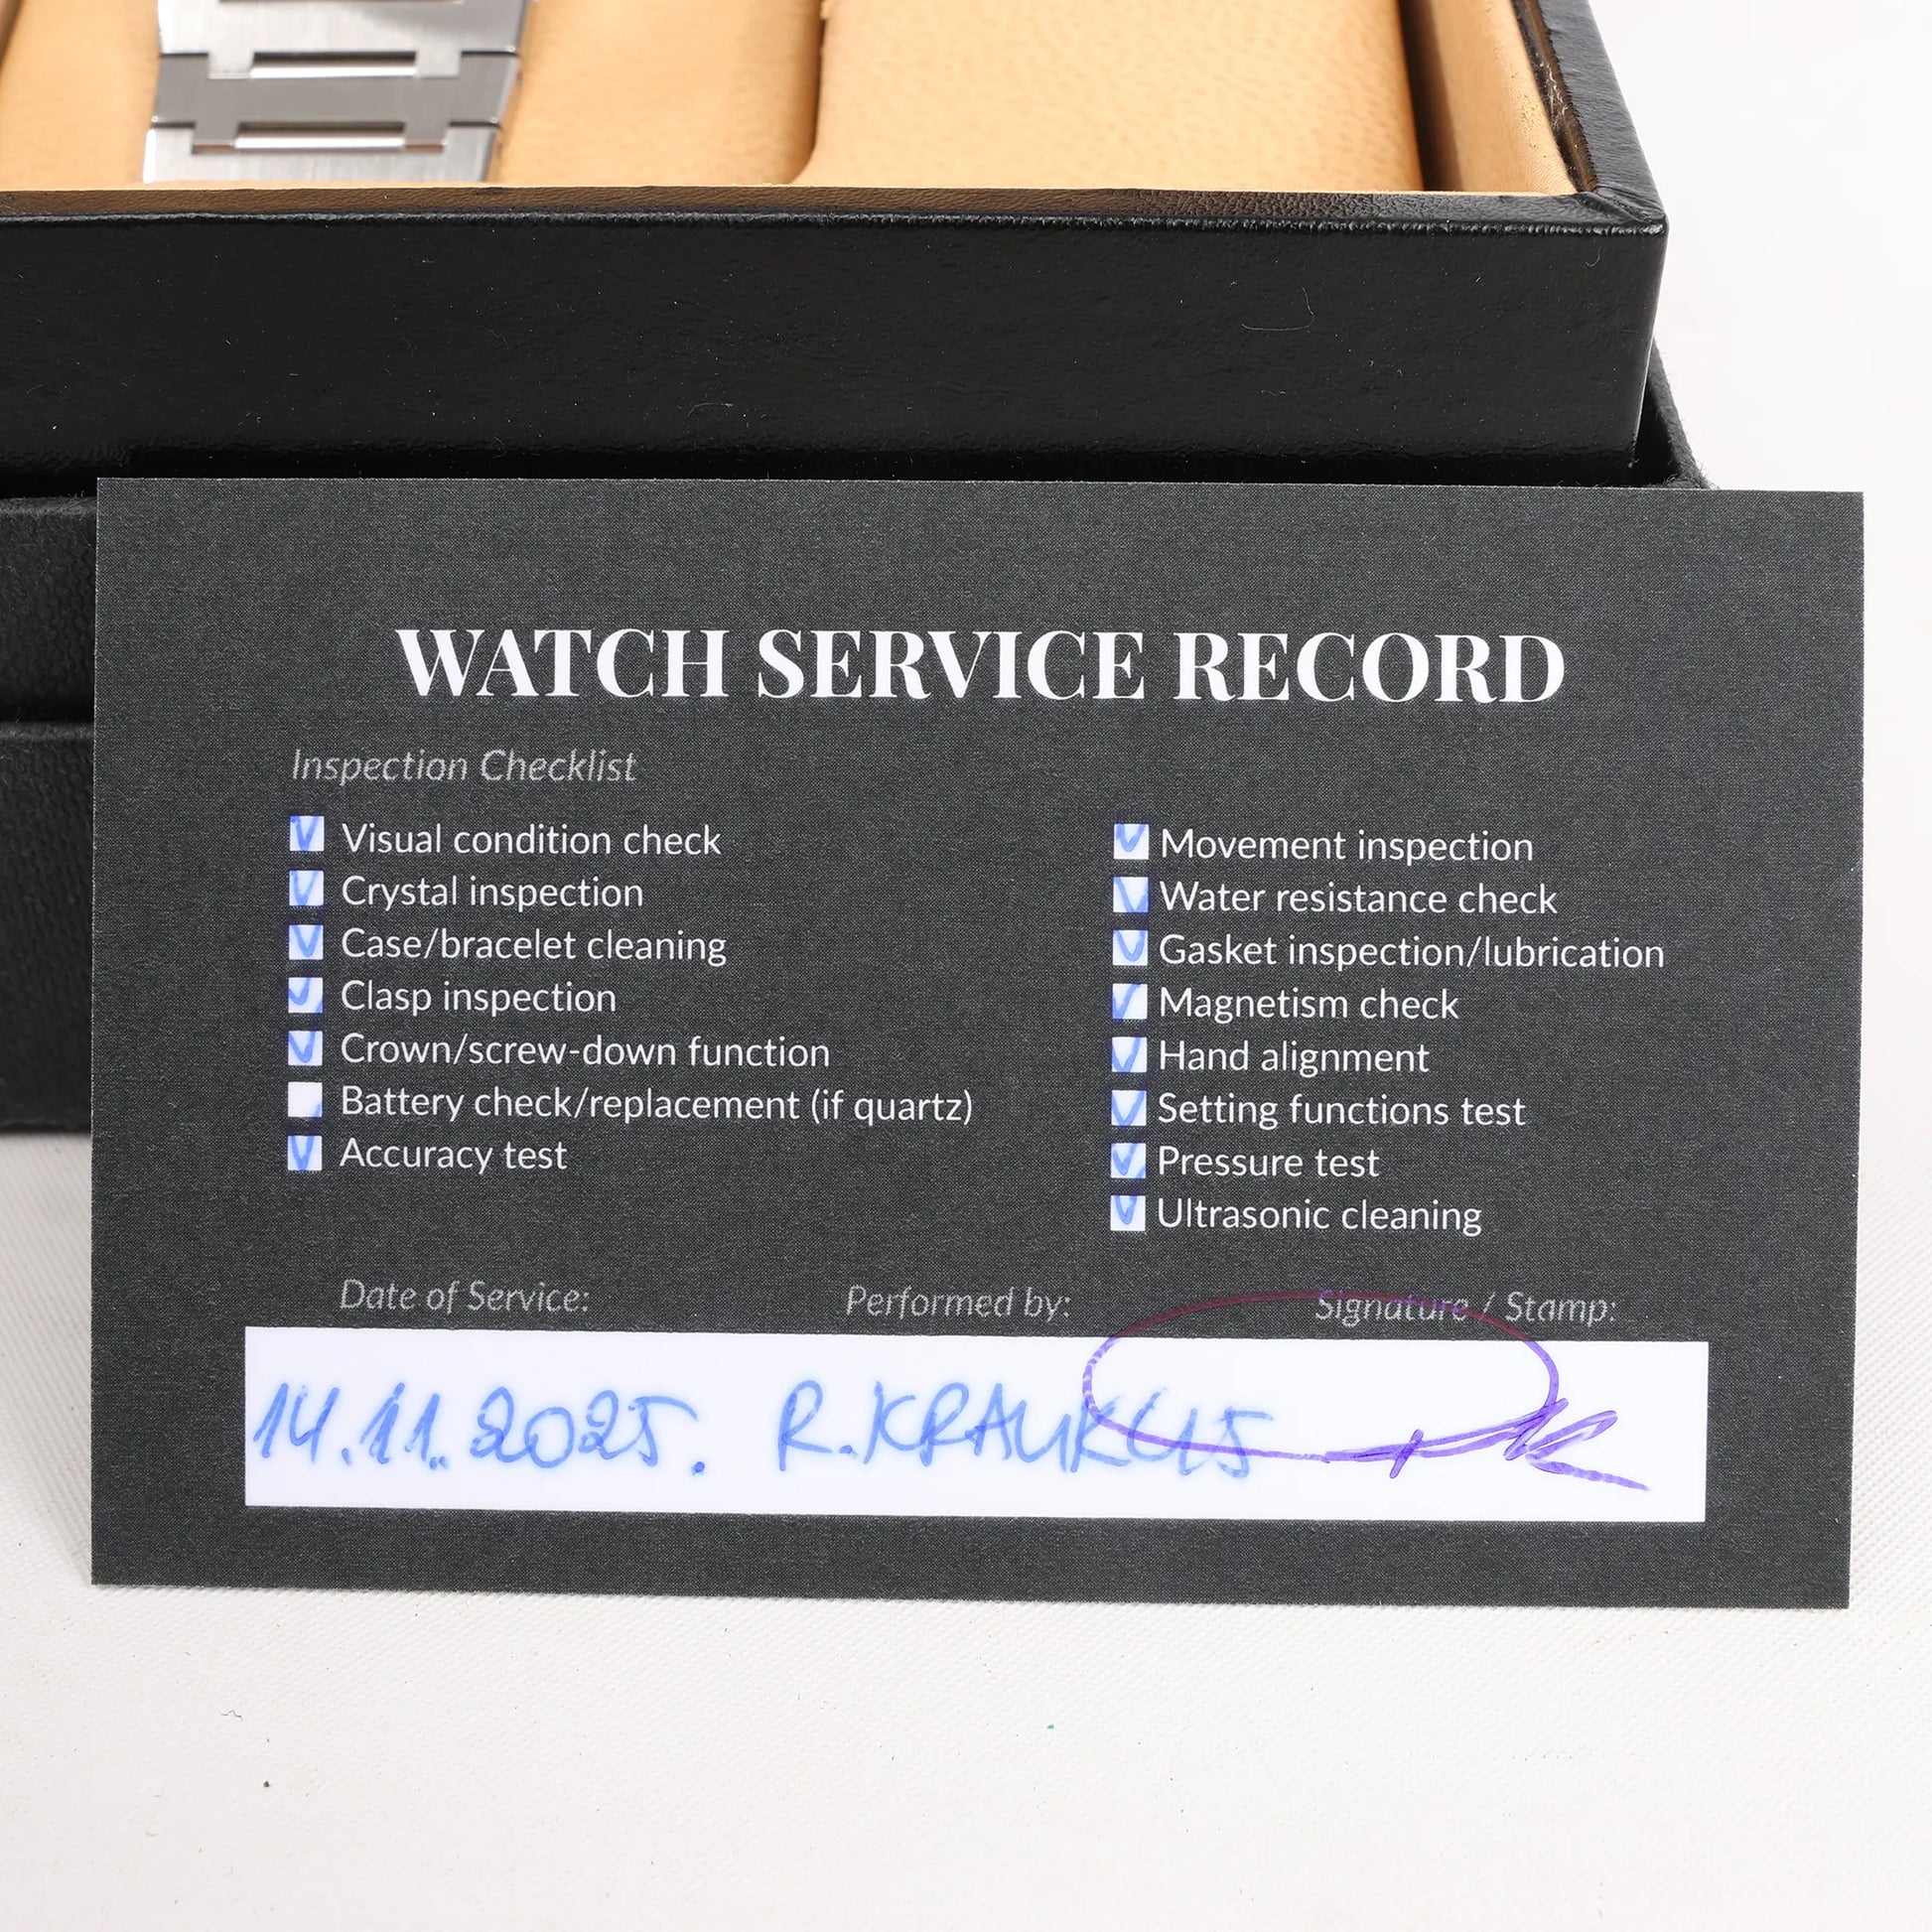 WATCH SERVICE RECORD
Inspection Checklist
Visual condition check
Crystal inspection
Case/bracelet cleaning
Clasp inspection
Crown/screw-down function
Battery check/replacement (if quartz)
Accuracy test
Movement inspection
Water resistance check
Gasket inspection/lubrication
Magnetism check
Hand alignment
Setting functions test
Pressure test
Ultrasonic cleaning
Date of Service: Performed by: Signature / Stamp:
14.11.2025. R.KRAUKLIS